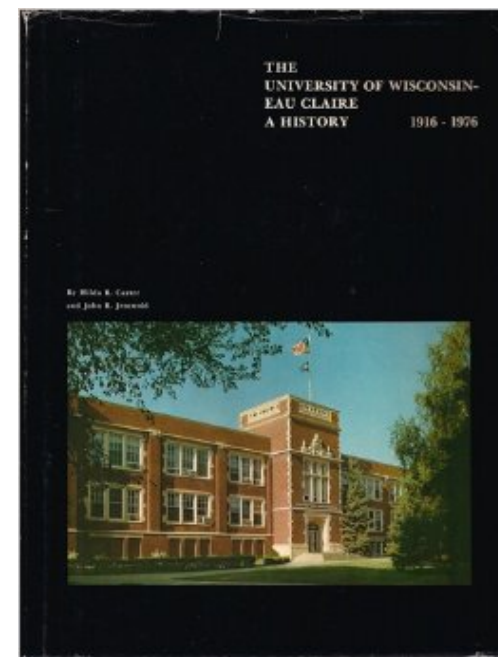 THE
UNIVERSITY OF WISCONSIN-
EAU CLAIRE
A HISTORY 1916 - 1976
By Hilda R. Carter
and John R. Jenswold